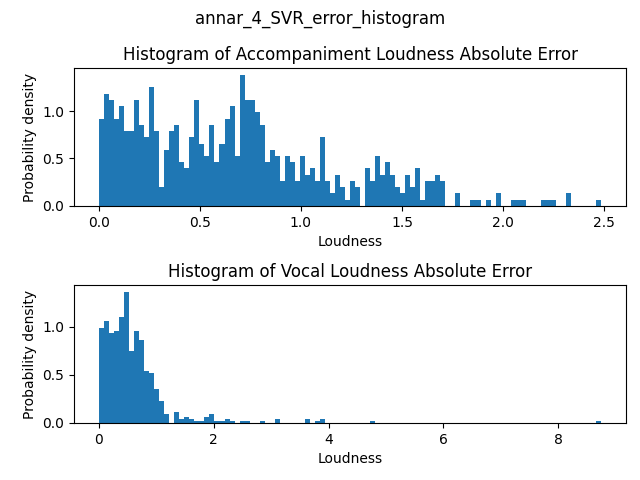 annar_4_SVR_error_histogram
Histogram of Accompaniment Loudness Absolute Error
Probability density
1.0
0.5
0.0
0.0 0.5 1.0 1.5 2.0 2.5
Loudness
Histogram of Vocal Loudness Absolute Error
Probability density
1.0
0.5
0.0
0 2 4 6 8
Loudness